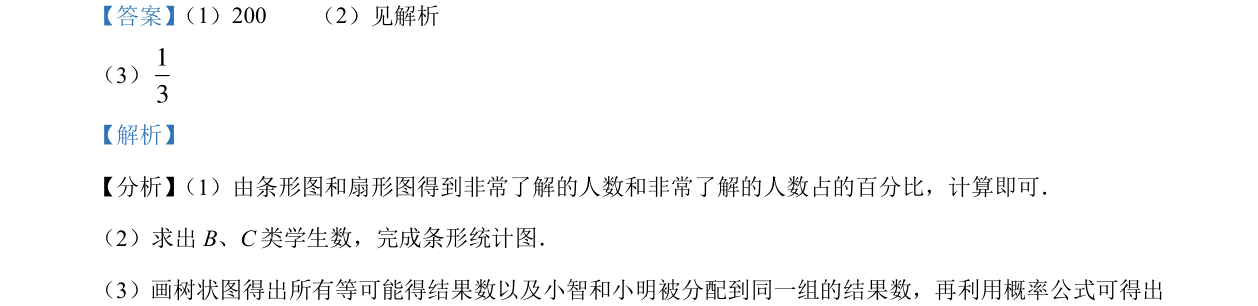 【答案】（1）200 （2）见解析
（3）1/3
【解析】
【分析】（1）由条形图和扇形图得到非常了解的人数和非常了解的人数占的百分比，计算即可．
（2）求出 B、C 类学生数，完成条形统计图．
（3）画树状图得出所有等可能得结果数以及小智和小明被分配到同一组的结果数，再利用概率公式可得出